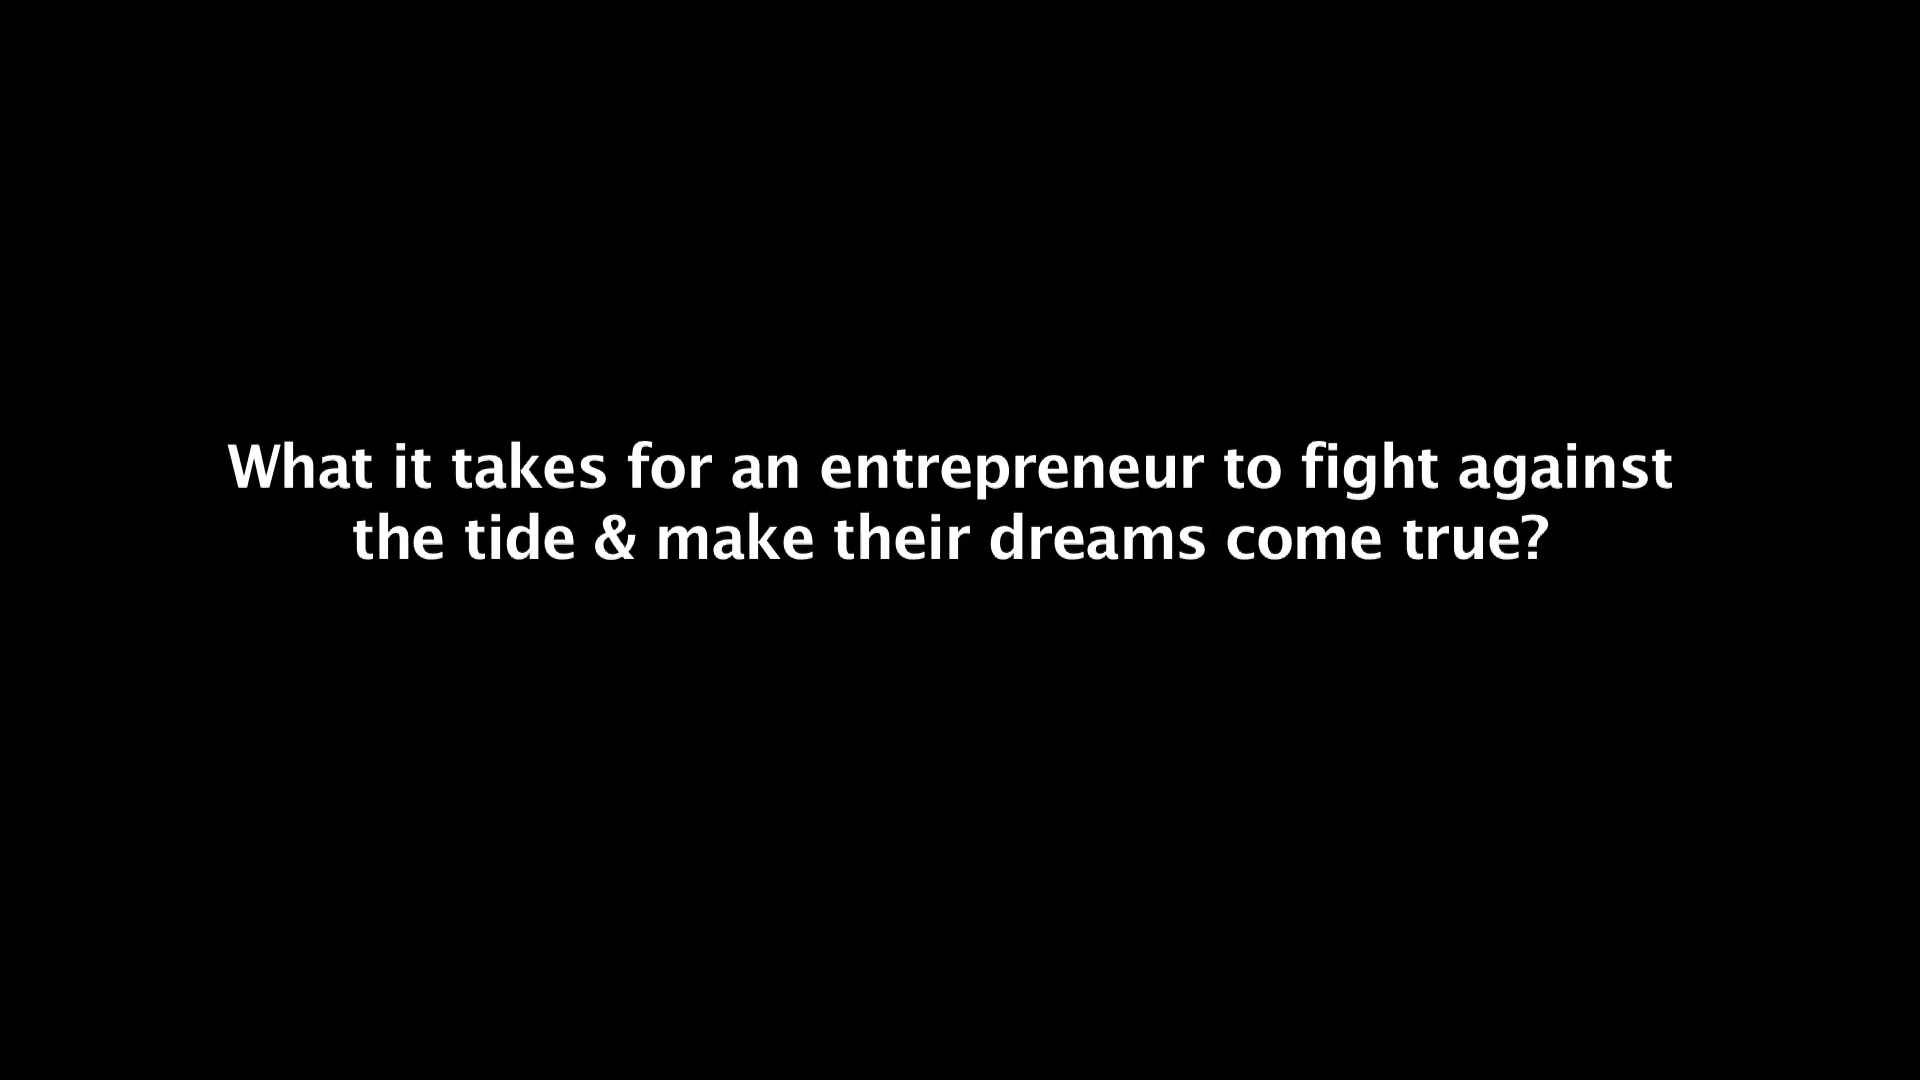 What it takes for an entrepreneur to fight against
the tide & make their dreams come true?